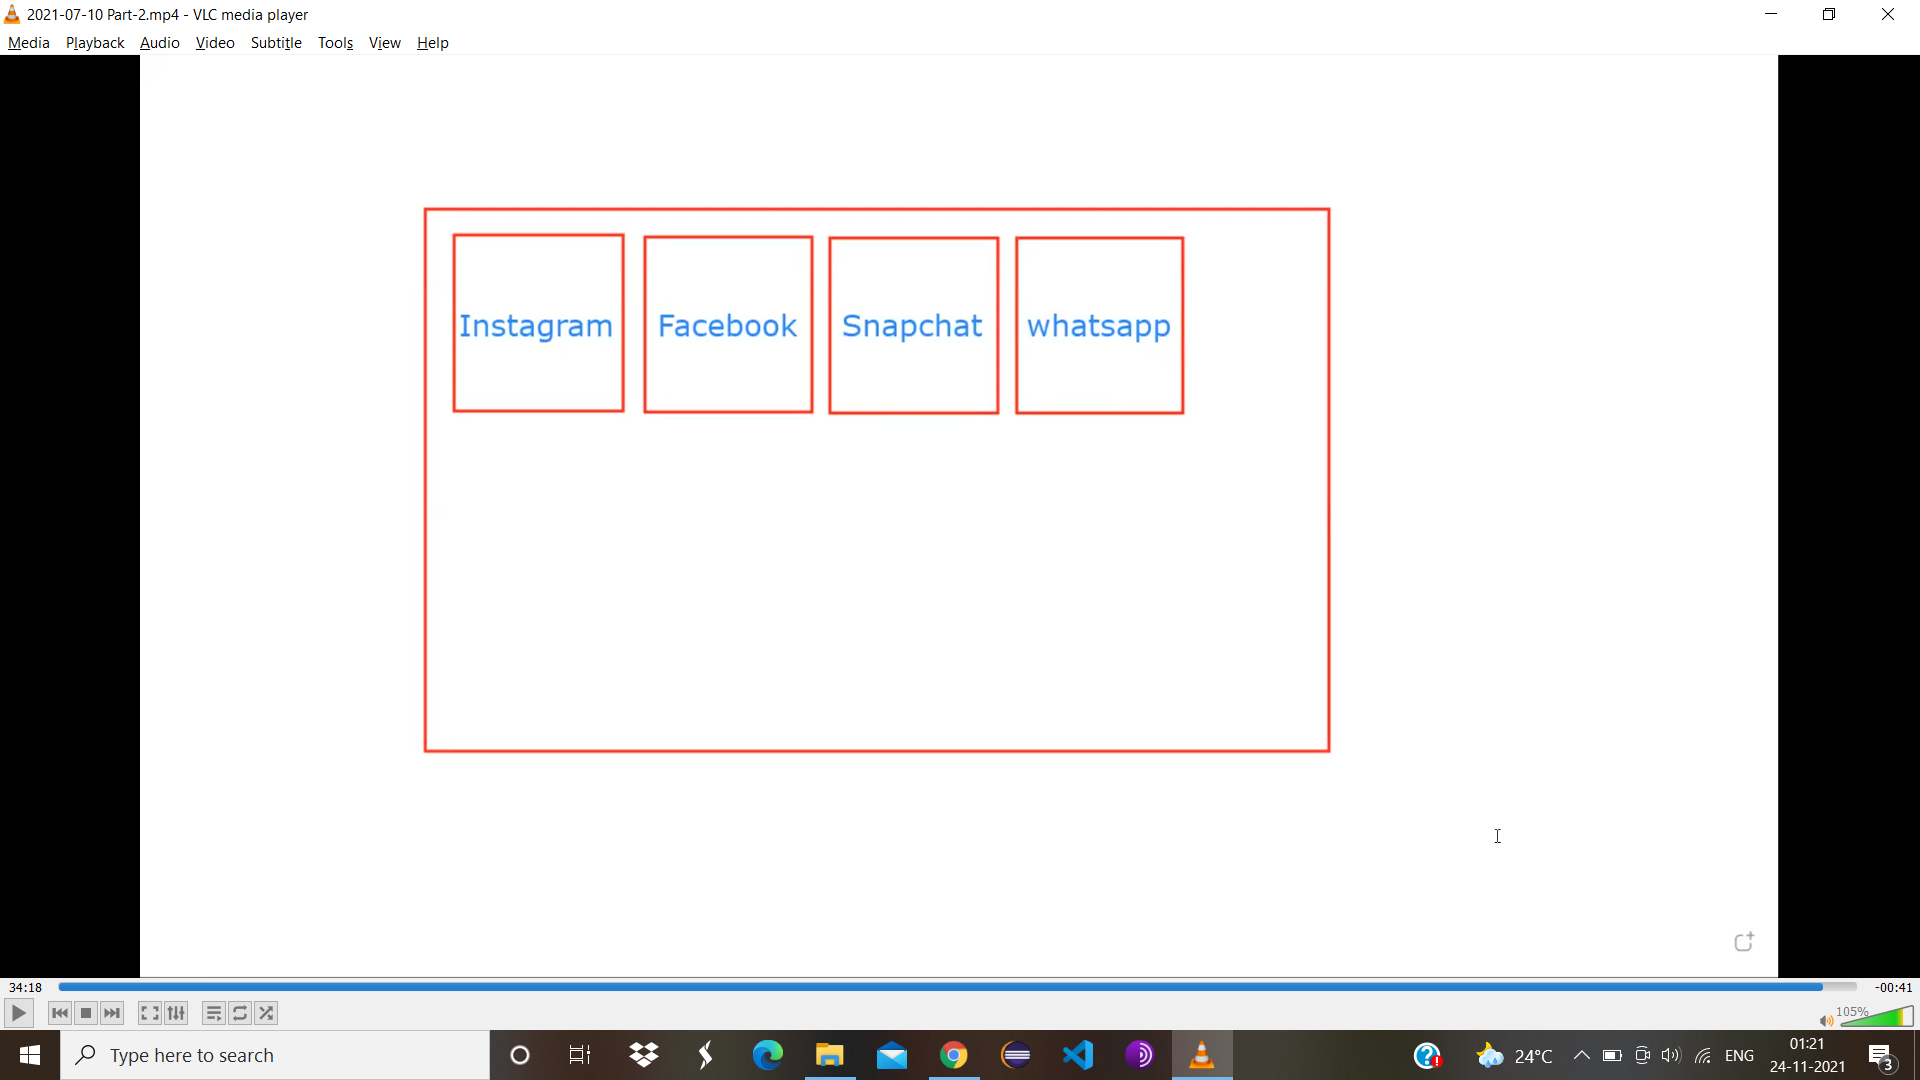 2021-07-10 Part-2.mp4 - VLC media player
Media Playback Audio Video Subtitle Tools View Help
Instagram Facebook Snapchat whatsapp
34:18 -00:41
105%
Type here to search
24°C ENG
01:21
24-11-2021
3